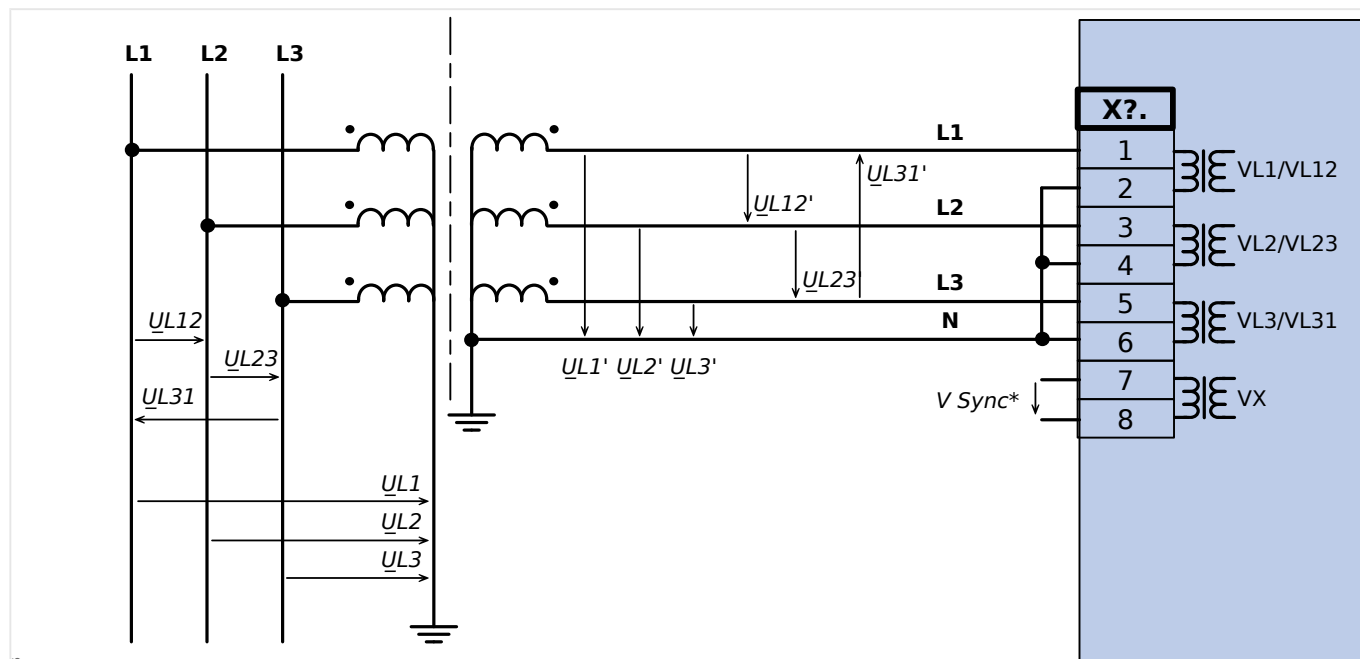 L1 L2 L3
X?.
L1
1
UL31' VL1/VL12
2
UL12' L2
3
VL2/VL23
4
UL23' L3
5
UL12 N VL3/VL31
6
UL23 UL1' UL2' UL3'
7
UL31 V Sync* VX
8
UL1
UL2
UL3